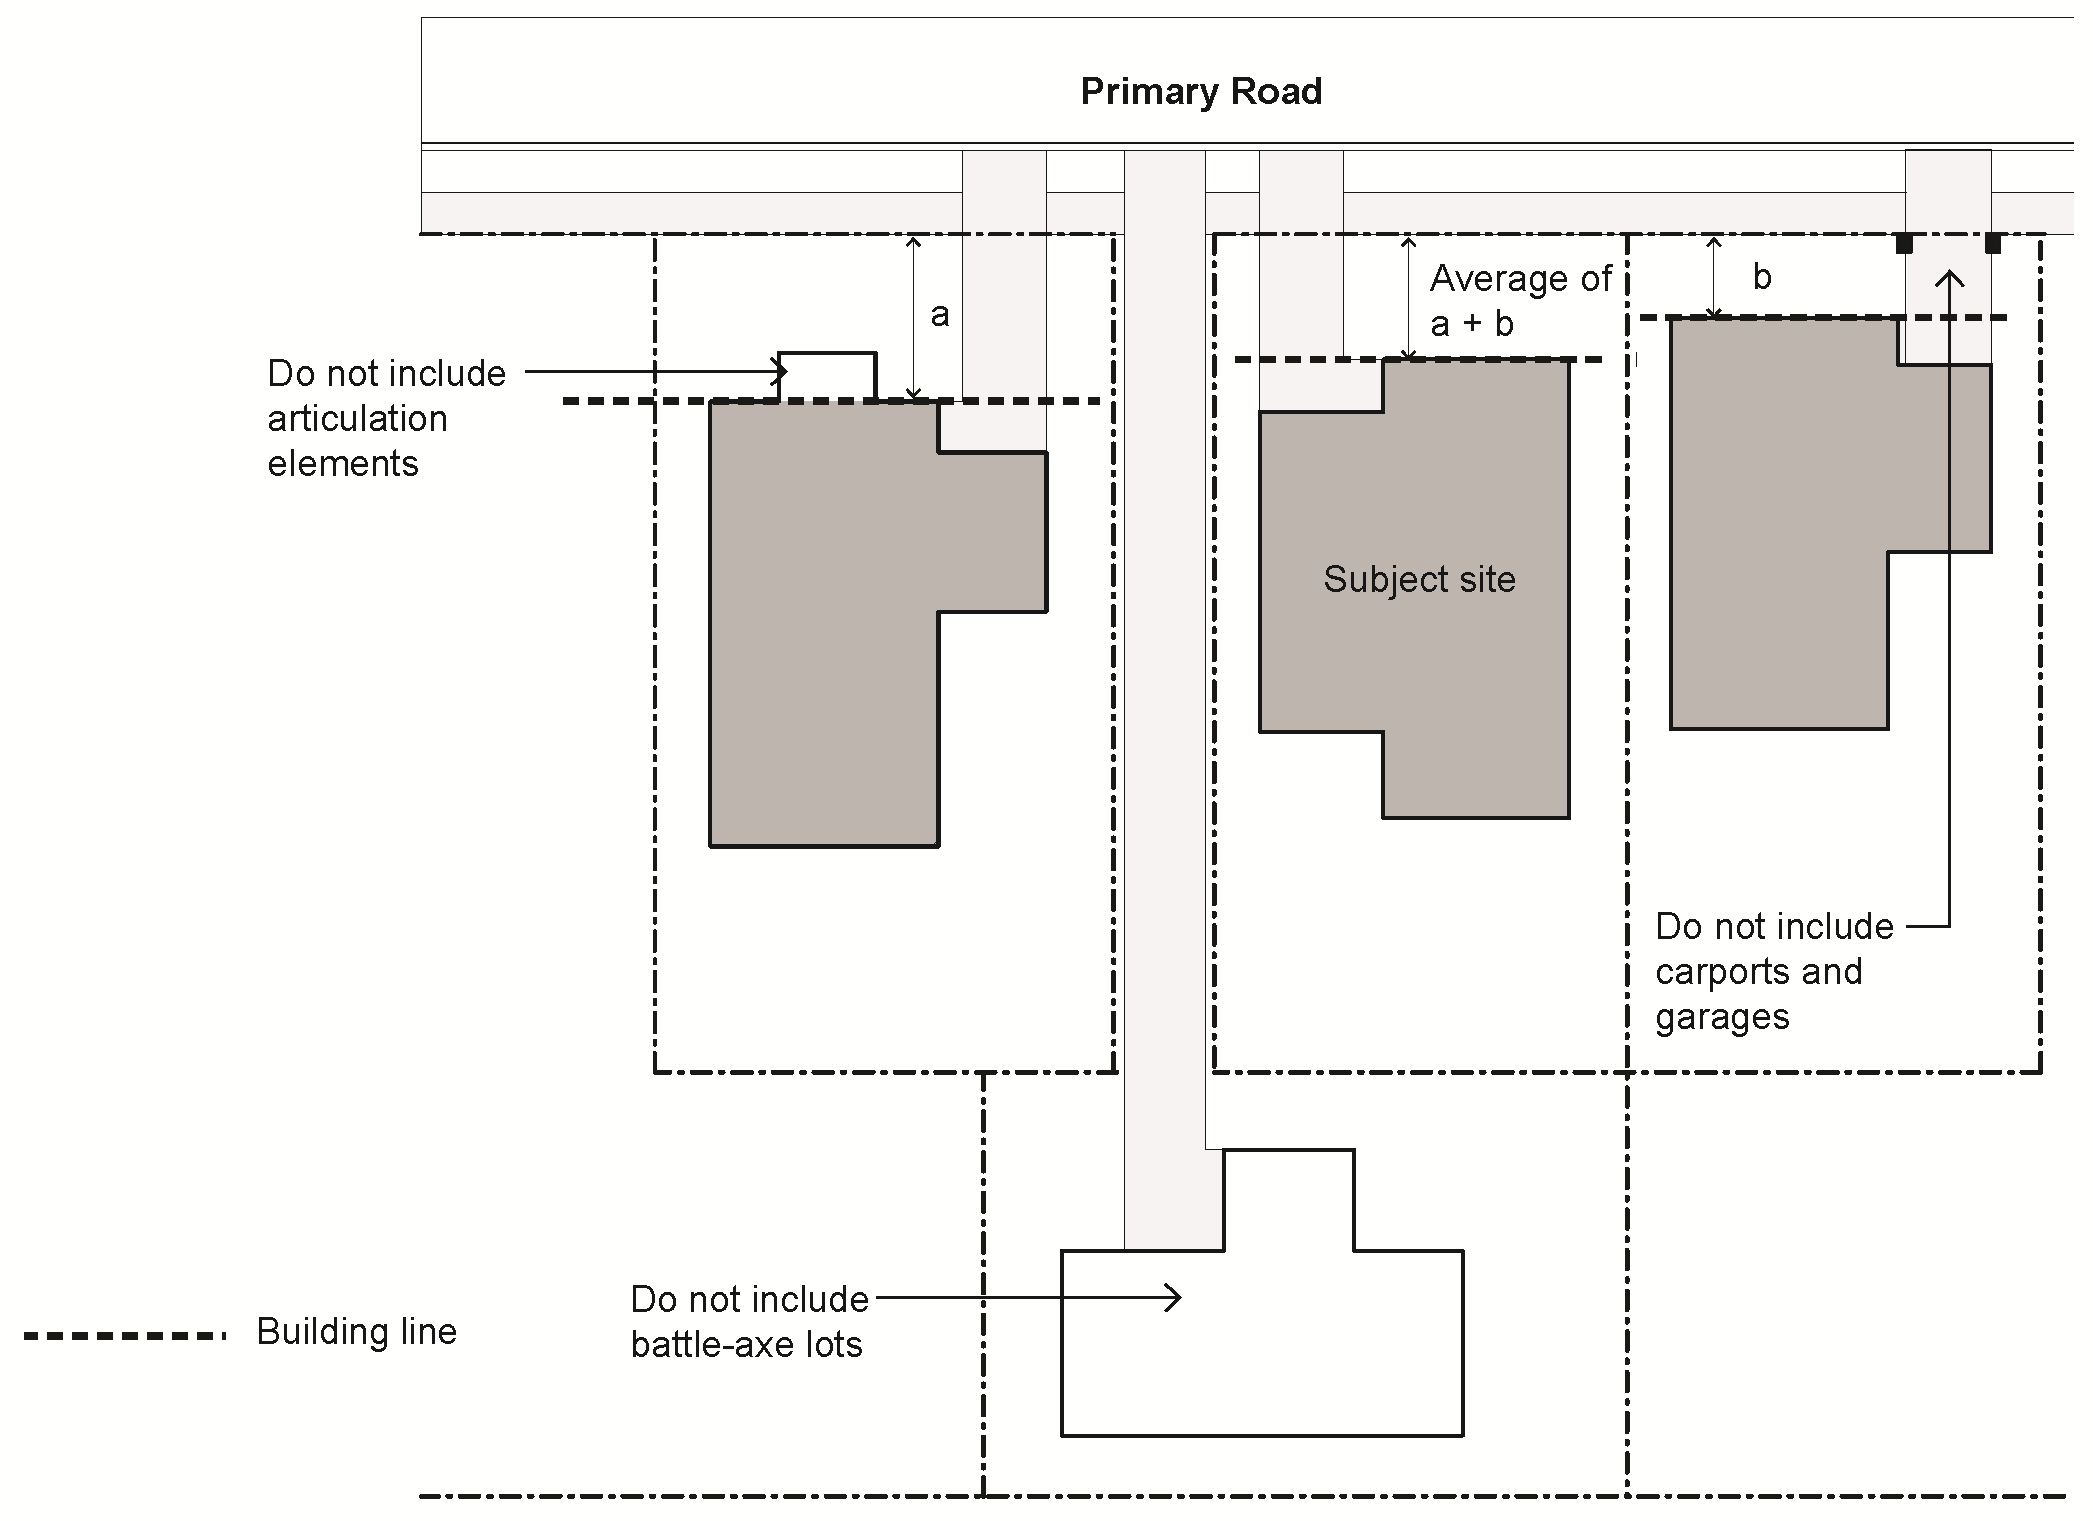 Primary Road
Average of
a + b
b
a
Do not include
articulation
elements
Subject site
Do not include
carports and
garages
Do not include
battle-axe lots
Building line